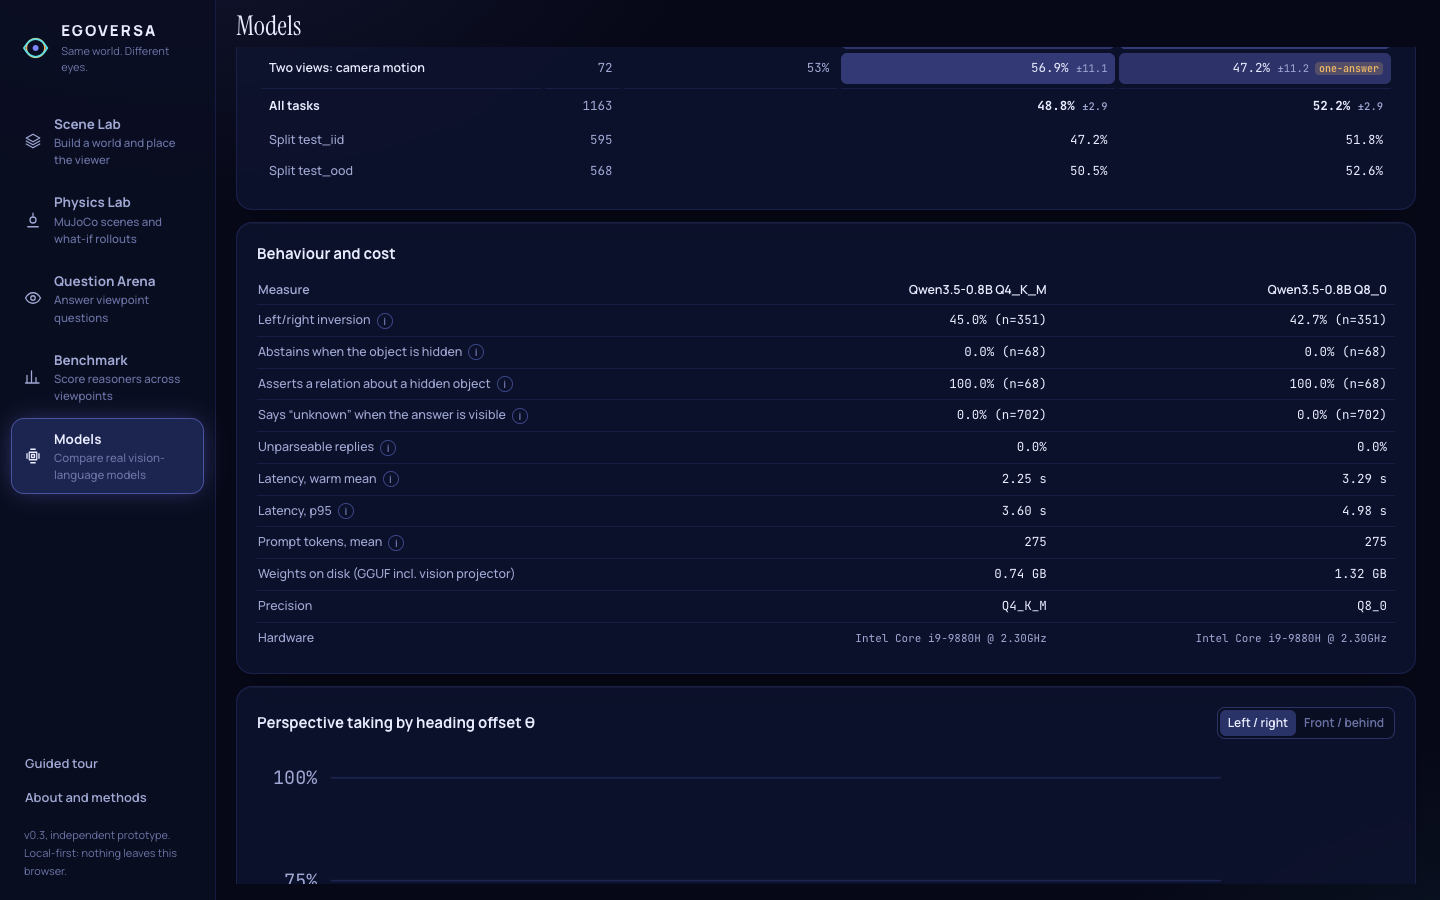 EGOVERSA
Same world. Different
eyes.
Scene Lab
Build a world and place
the viewer
Physics Lab
MuJoCo scenes and
what-if rollouts
Question Arena
Answer viewpoint
questions
Benchmark
Score reasoners across
viewpoints
Models
Compare real vision-
language models
Guided tour
About and methods
v0.3, independent prototype.
Local-first: nothing leaves this
browser.
Models
Two views: camera motion 72 53% 56.9% ±11.1 47.2% ±11.2 one-answer
All tasks 1163 48.8% ±2.9 52.2% ±2.9
Split test_iid 595 47.2% 51.8%
Split test_ood 568 50.5% 52.6%
Behaviour and cost
Measure Qwen3.5-0.8B Q4_K_M Qwen3.5-0.8B Q8_0
Left/right inversion i 45.0% (n=351) 42.7% (n=351)
Abstains when the object is hidden i 0.0% (n=68) 0.0% (n=68)
Asserts a relation about a hidden object i 100.0% (n=68) 100.0% (n=68)
Says “unknown” when the answer is visible i 0.0% (n=702) 0.0% (n=702)
Unparseable replies i 0.0% 0.0%
Latency, warm mean i 2.25 s 3.29 s
Latency, p95 i 3.60 s 4.98 s
Prompt tokens, mean i 275 275
Weights on disk (GGUF incl. vision projector) 0.74 GB 1.32 GB
Precision Q4_K_M Q8_0
Hardware Intel Core i9-9880H @ 2.30GHz Intel Core i9-9880H @ 2.30GHz
Perspective taking by heading offset θ Left / right Front / behind
100%
75%